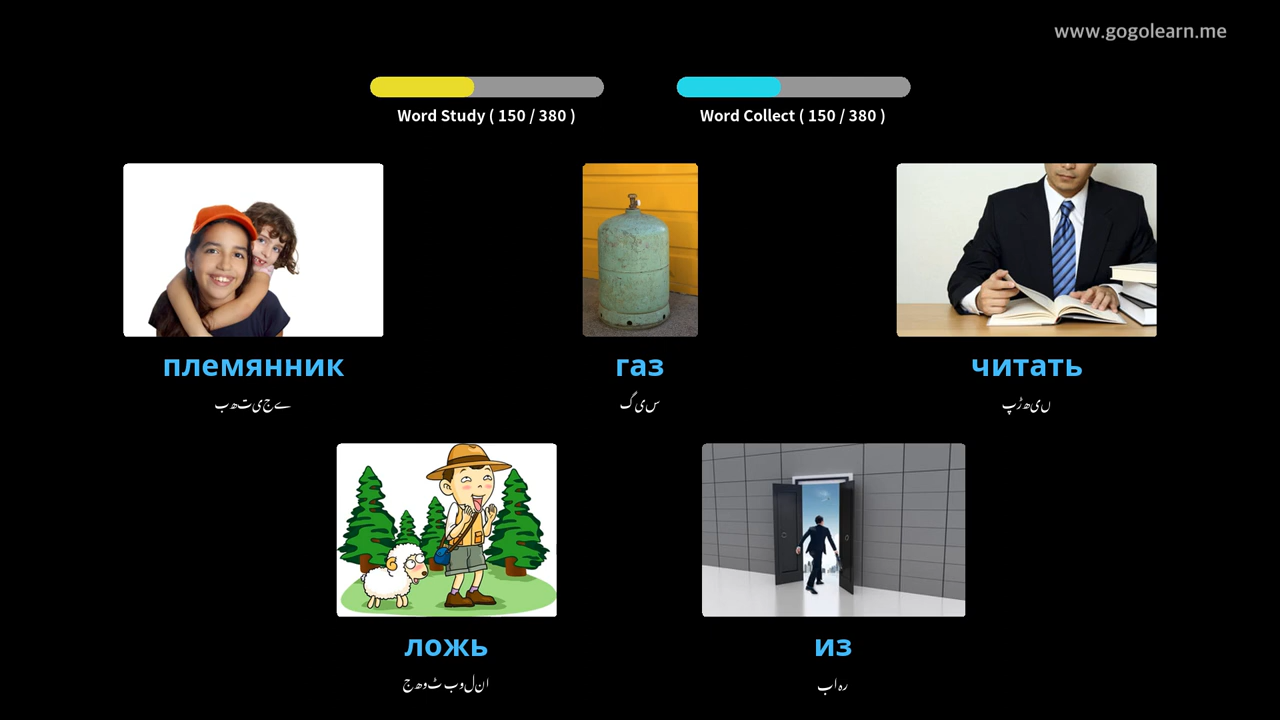 www.gogolearn.me
Word Study ( 150 / 380 )
Word Collect ( 150 / 380 )
племянник
газ
читать
بھتیجے
گیس
پڑھیں
ложь
из
جھوٹ بولنا
باہر